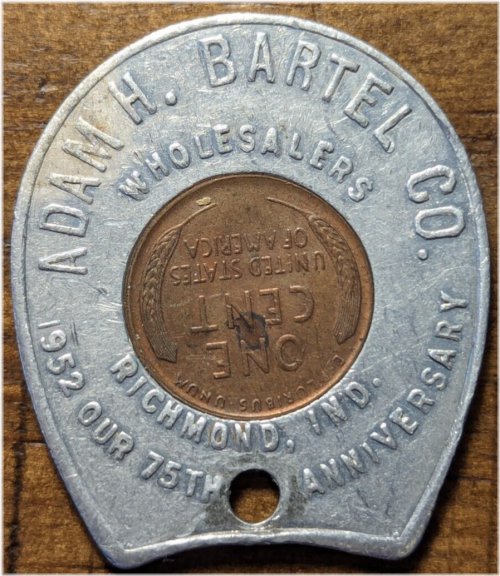 ADAM H. BARTEL CO.
WHOLESALERS
E·PLURIBUS·UNUM
ONE
CENT
UNITED STATES
OF AMERICA
RICHMOND, IND.
1952 OUR 75TH ANNIVERSARY